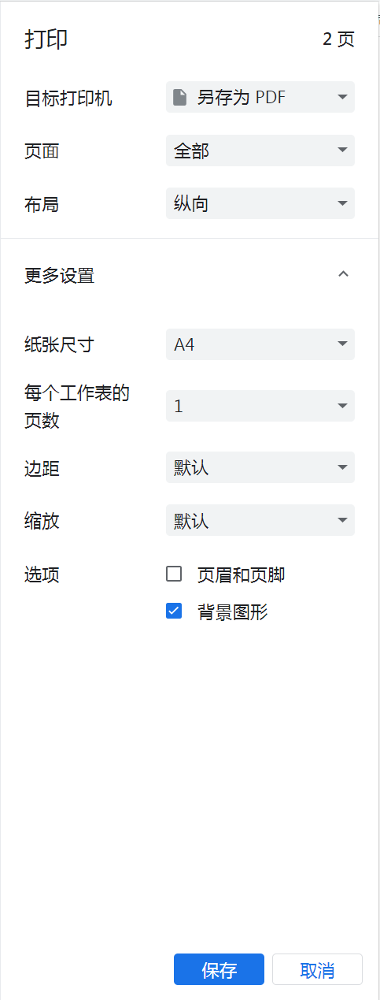 打印 2 页
目标打印机 另存为 PDF
页面 全部
布局 纵向
更多设置
纸张尺寸 A4
每个工作表的
页数 1
边距 默认
缩放 默认
选项 页眉和页脚
背景图形
保存 取消